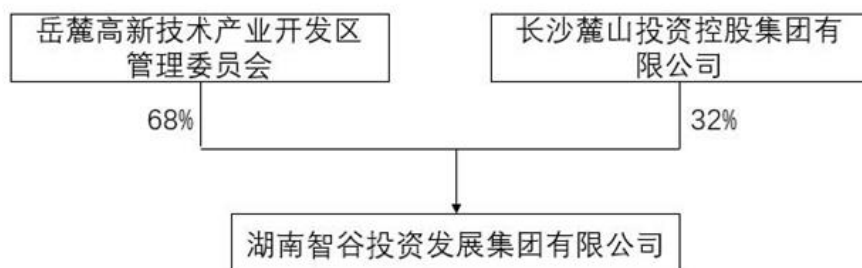 岳麓高新技术产业开发区
管理委员会
长沙麓山投资控股集团有
限公司
68%
32%
湖南智谷投资发展集团有限公司